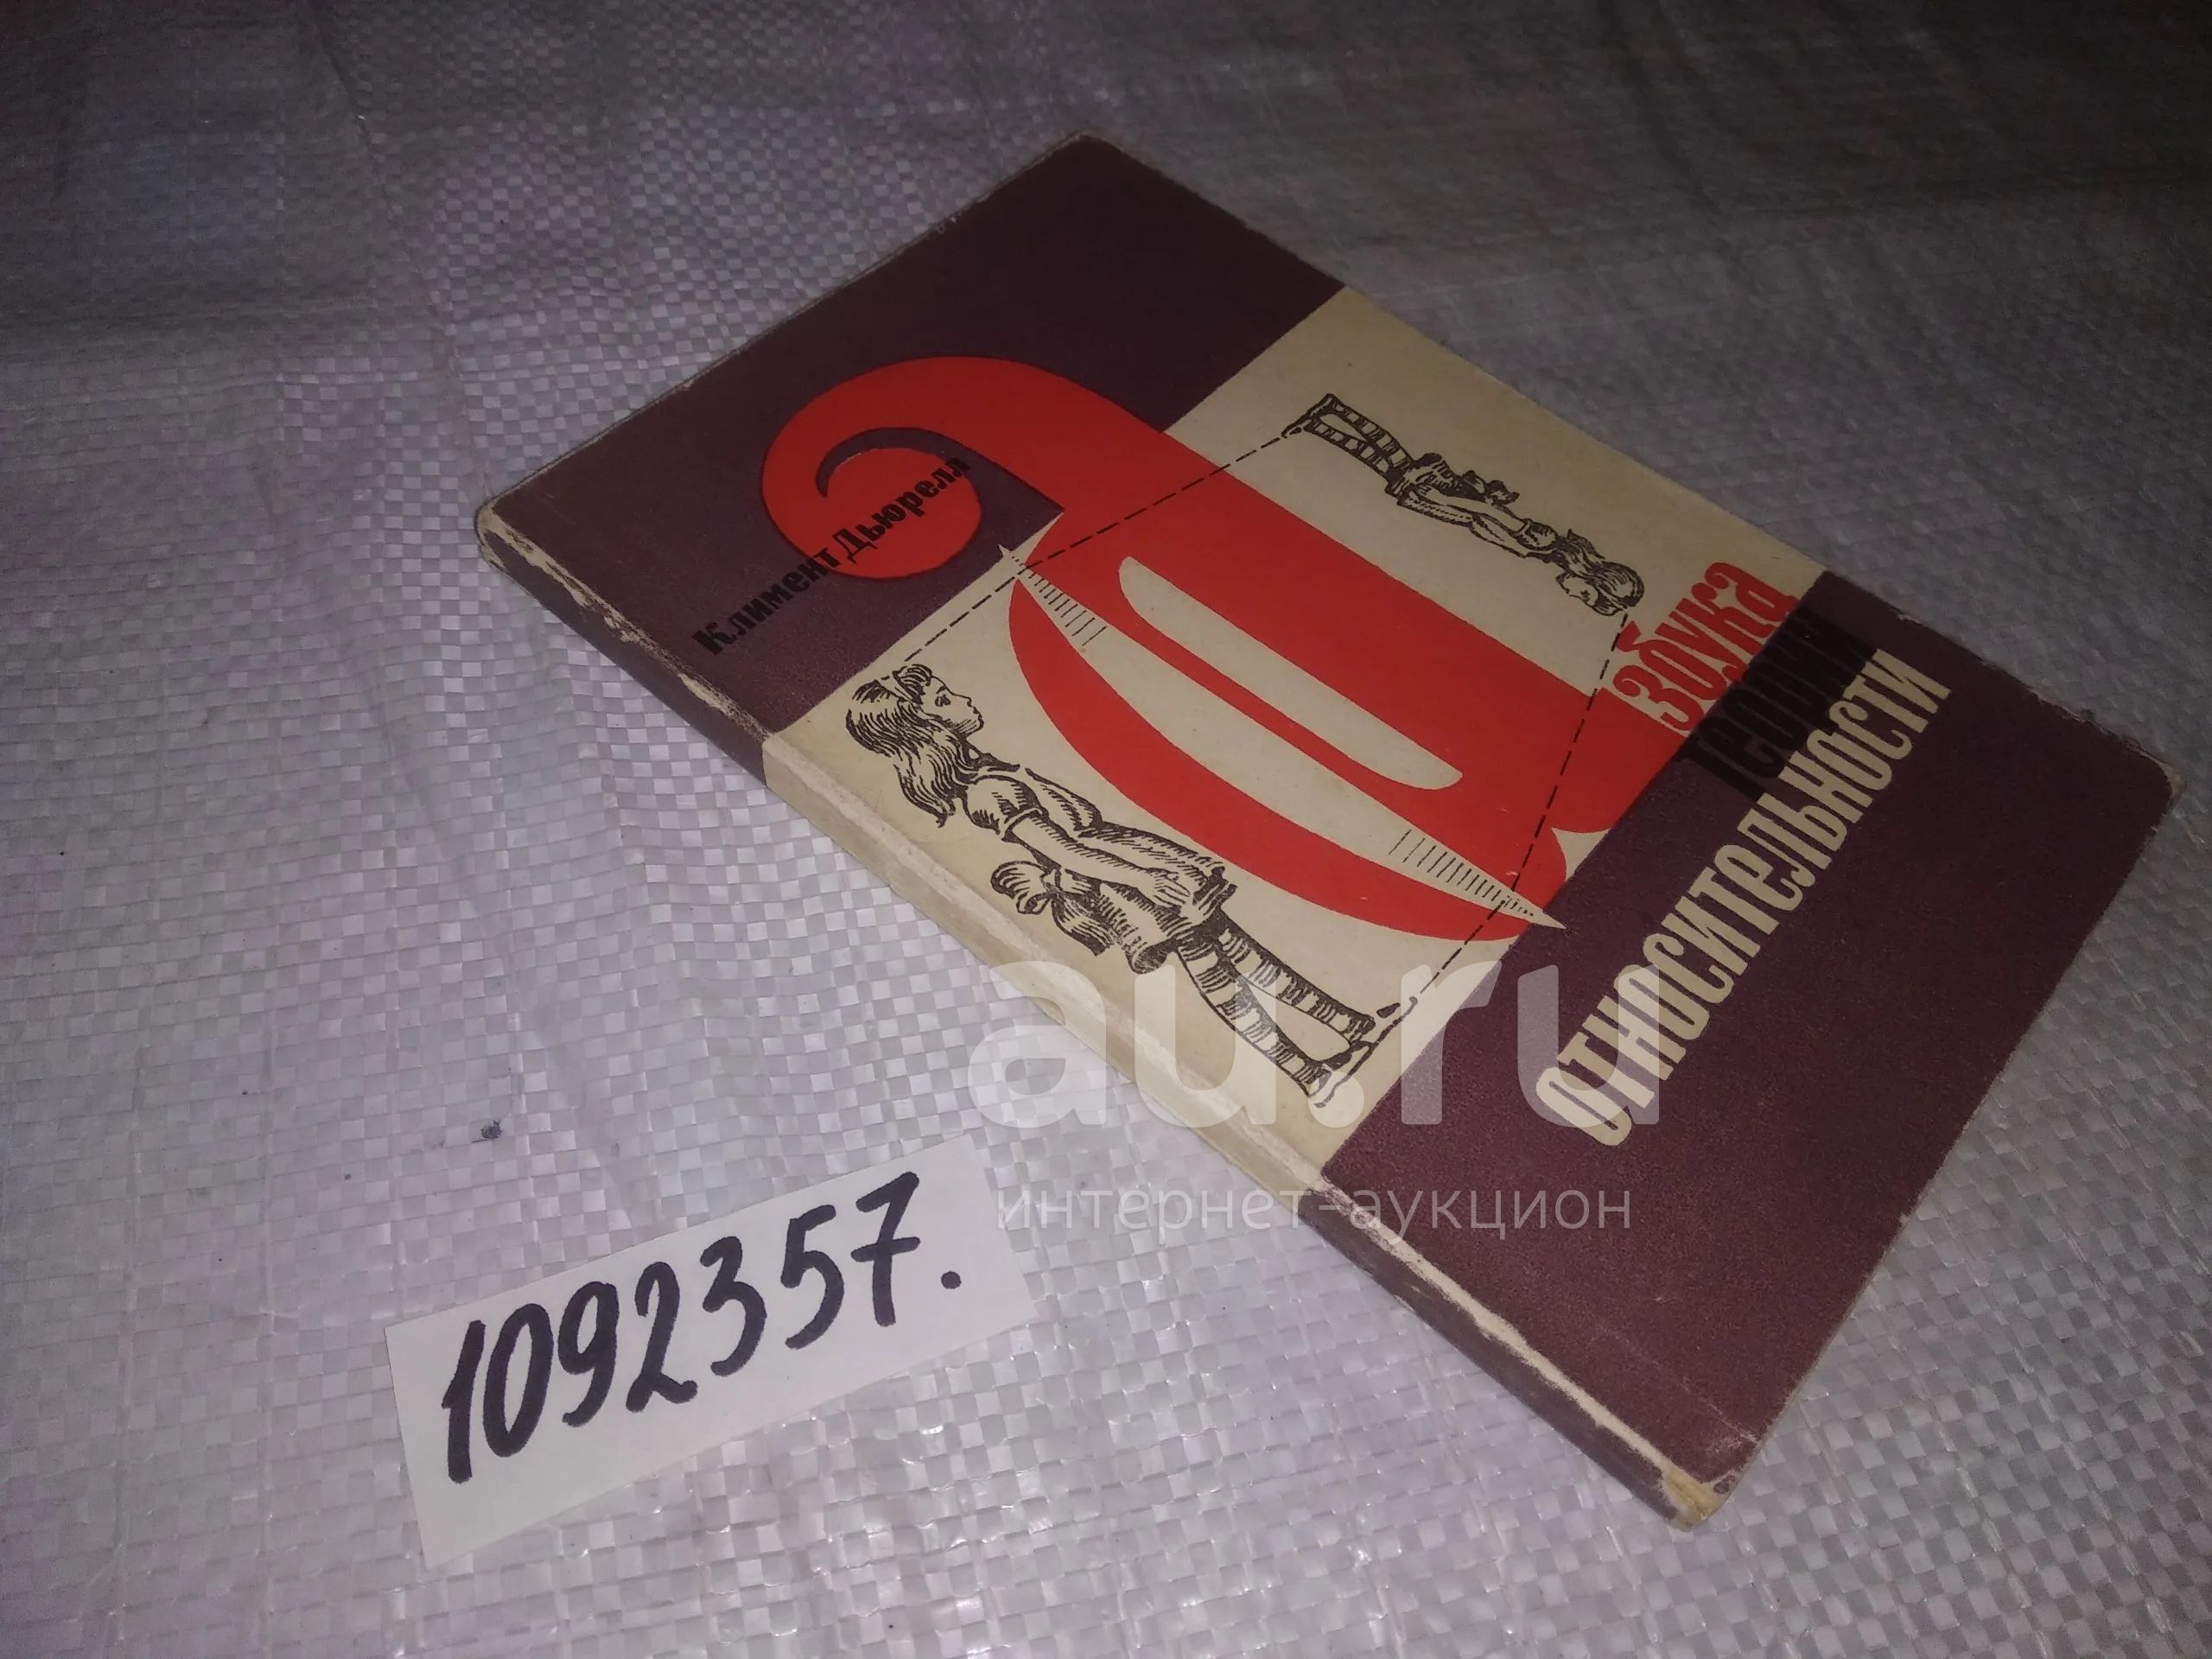 Климент Дьюрелл
азбука
теории
относительности
au.ru
интернет-аукцион
1092357.